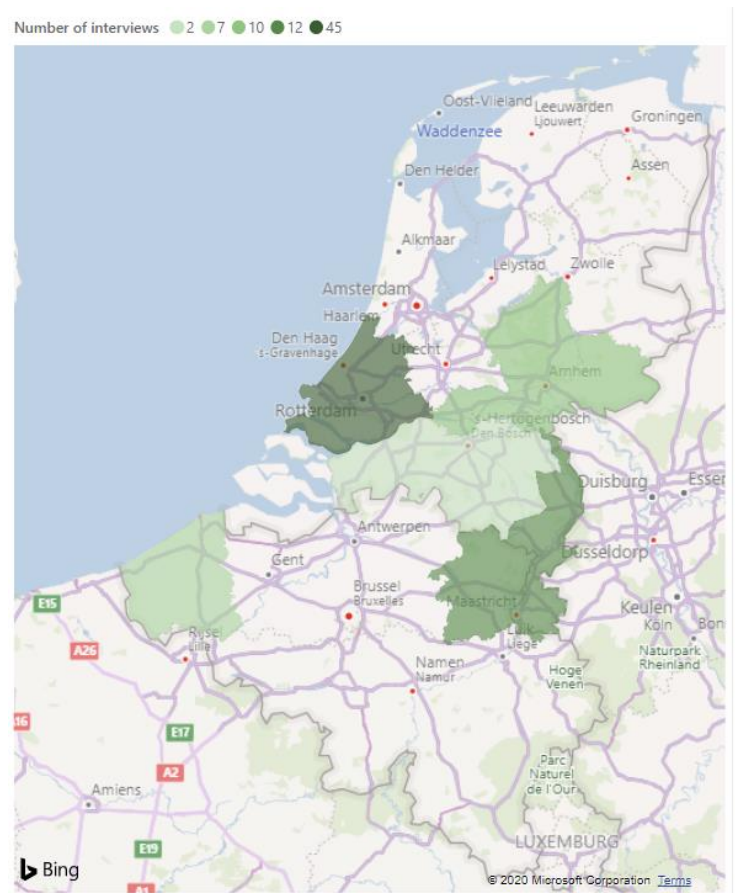 Number of interviews 2 7 10 12 45
Oost-Vlieland
Leeuwarden
Ljouwert
Groningen
Waddenzee
Assen
Den Helder
Alkmaar
Lelystad
Zwolle
Amsterdam
Haarlem
Den Haag
's-Gravenhage
Utrecht
Arnhem
Rotterdam
's-Hertogenbosch
Den Bosch
Duisburg
Essen
Antwerpen
Düsseldorp
Gent
Brussel
Bruxelles
Maastricht
E15
Keulen
Köln
Bon
Rijsel
Lille
Luik
Liège
A26
Namen
Namur
Hoge
Venen
Naturpark
Rheinland
A16
E17
A2
Parc
Naturel
de l'Our
Amiens
LUXEMBURG
E19
Bing
A1
© 2020 Microsoft Corporation Terms